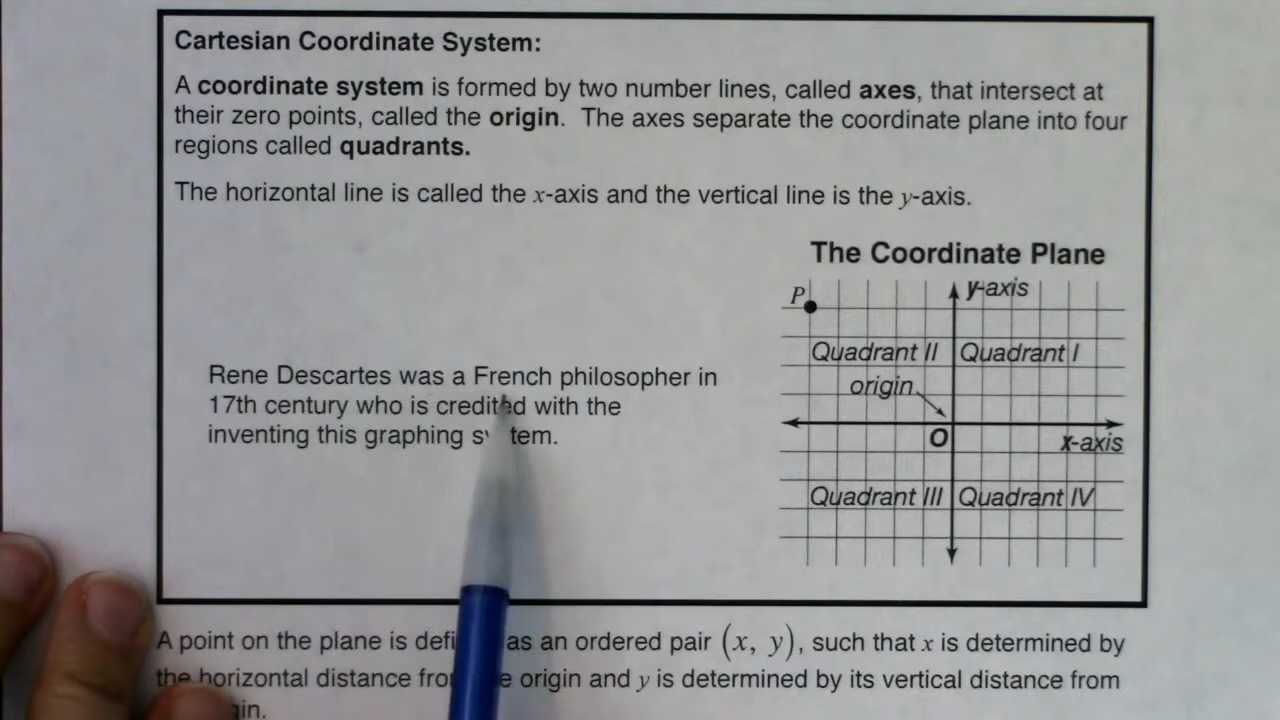 Cartesian Coordinate System:
A coordinate system is formed by two number lines, called axes, that intersect at
their zero points, called the origin. The axes separate the coordinate plane into four
regions called quadrants.
The horizontal line is called the x-axis and the vertical line is the y-axis.
Rene Descartes was a French philosopher in
17th century who is credited with the
inventing this graphing
The Coordinate Plane
P
y-axis
Quadrant II
Quadrant I
origin
O
x-axis
Quadrant III
Quadrant IV
A point on the plane is as an ordered pair (x, y), such that x is determined by
the horizontal distance origin and y is determined by its vertical distance from